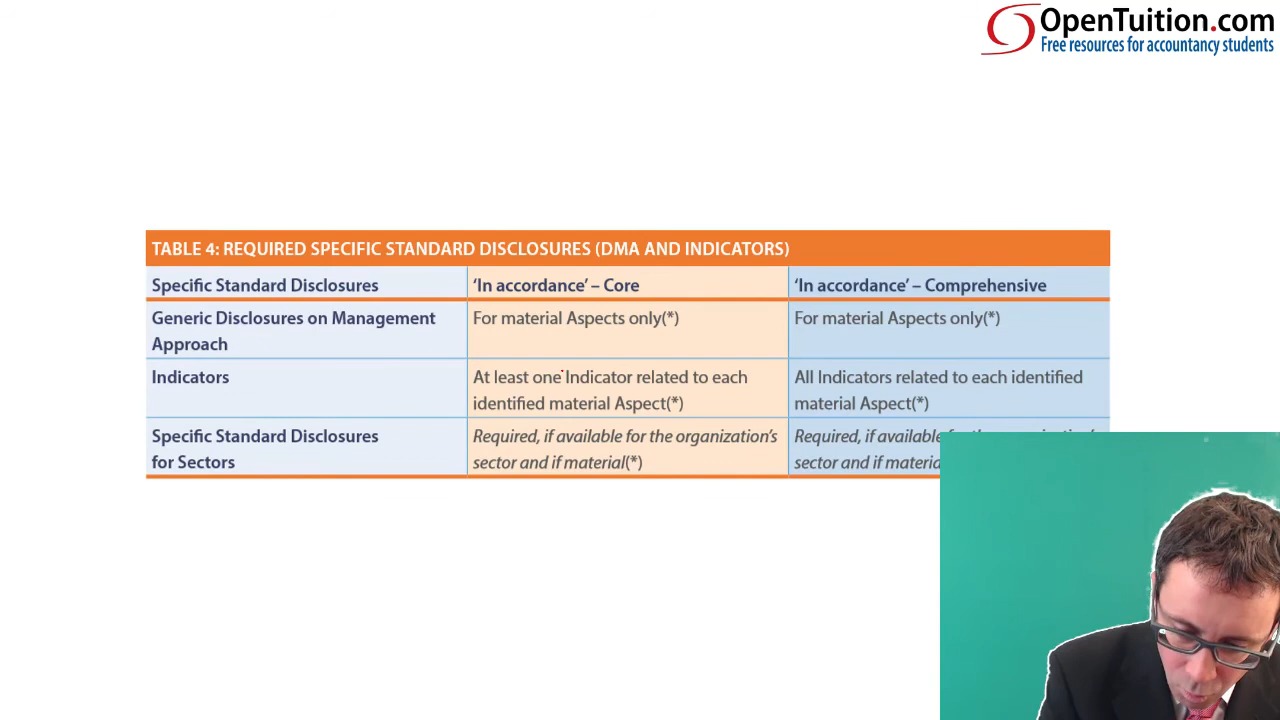 OpenTuition.com
Free resources for accountancy students
TABLE 4: REQUIRED SPECIFIC STANDARD DISCLOSURES (DMA AND INDICATORS)
Specific Standard Disclosures
‘In accordance’ – Core
‘In accordance’ – Comprehensive
Generic Disclosures on Management
Approach
For material Aspects only(*)
For material Aspects only(*)
Indicators
At least one Indicator related to each
identified material Aspect(*)
All Indicators related to each identified
material Aspect(*)
Specific Standard Disclosures
for Sectors
Required, if available for the organization’s
sector and if material(*)
Required, if available
sector and if